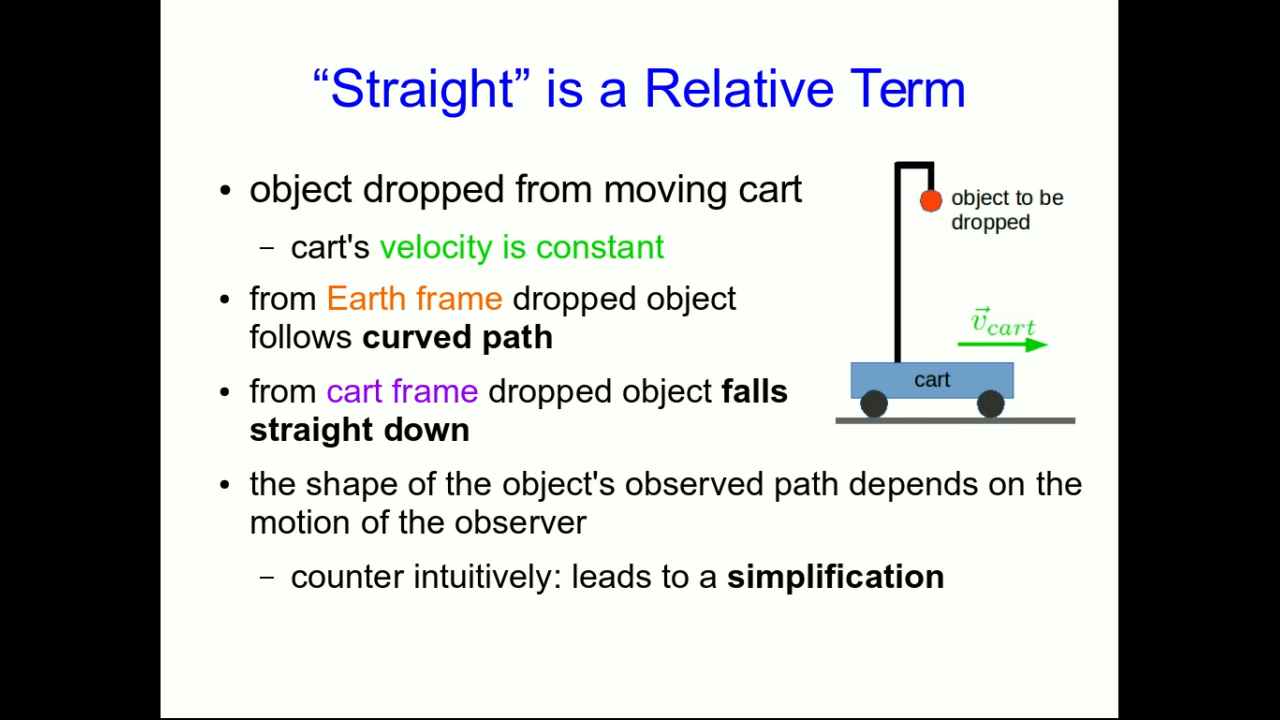 “Straight” is a Relative Term
• object dropped from moving cart
– cart's velocity is constant
• from Earth frame dropped object
follows curved path
• from cart frame dropped object falls
straight down
• the shape of the object's observed path depends on the
motion of the observer
– counter intuitively: leads to a simplification
object to be
dropped
v⃗cart
cart